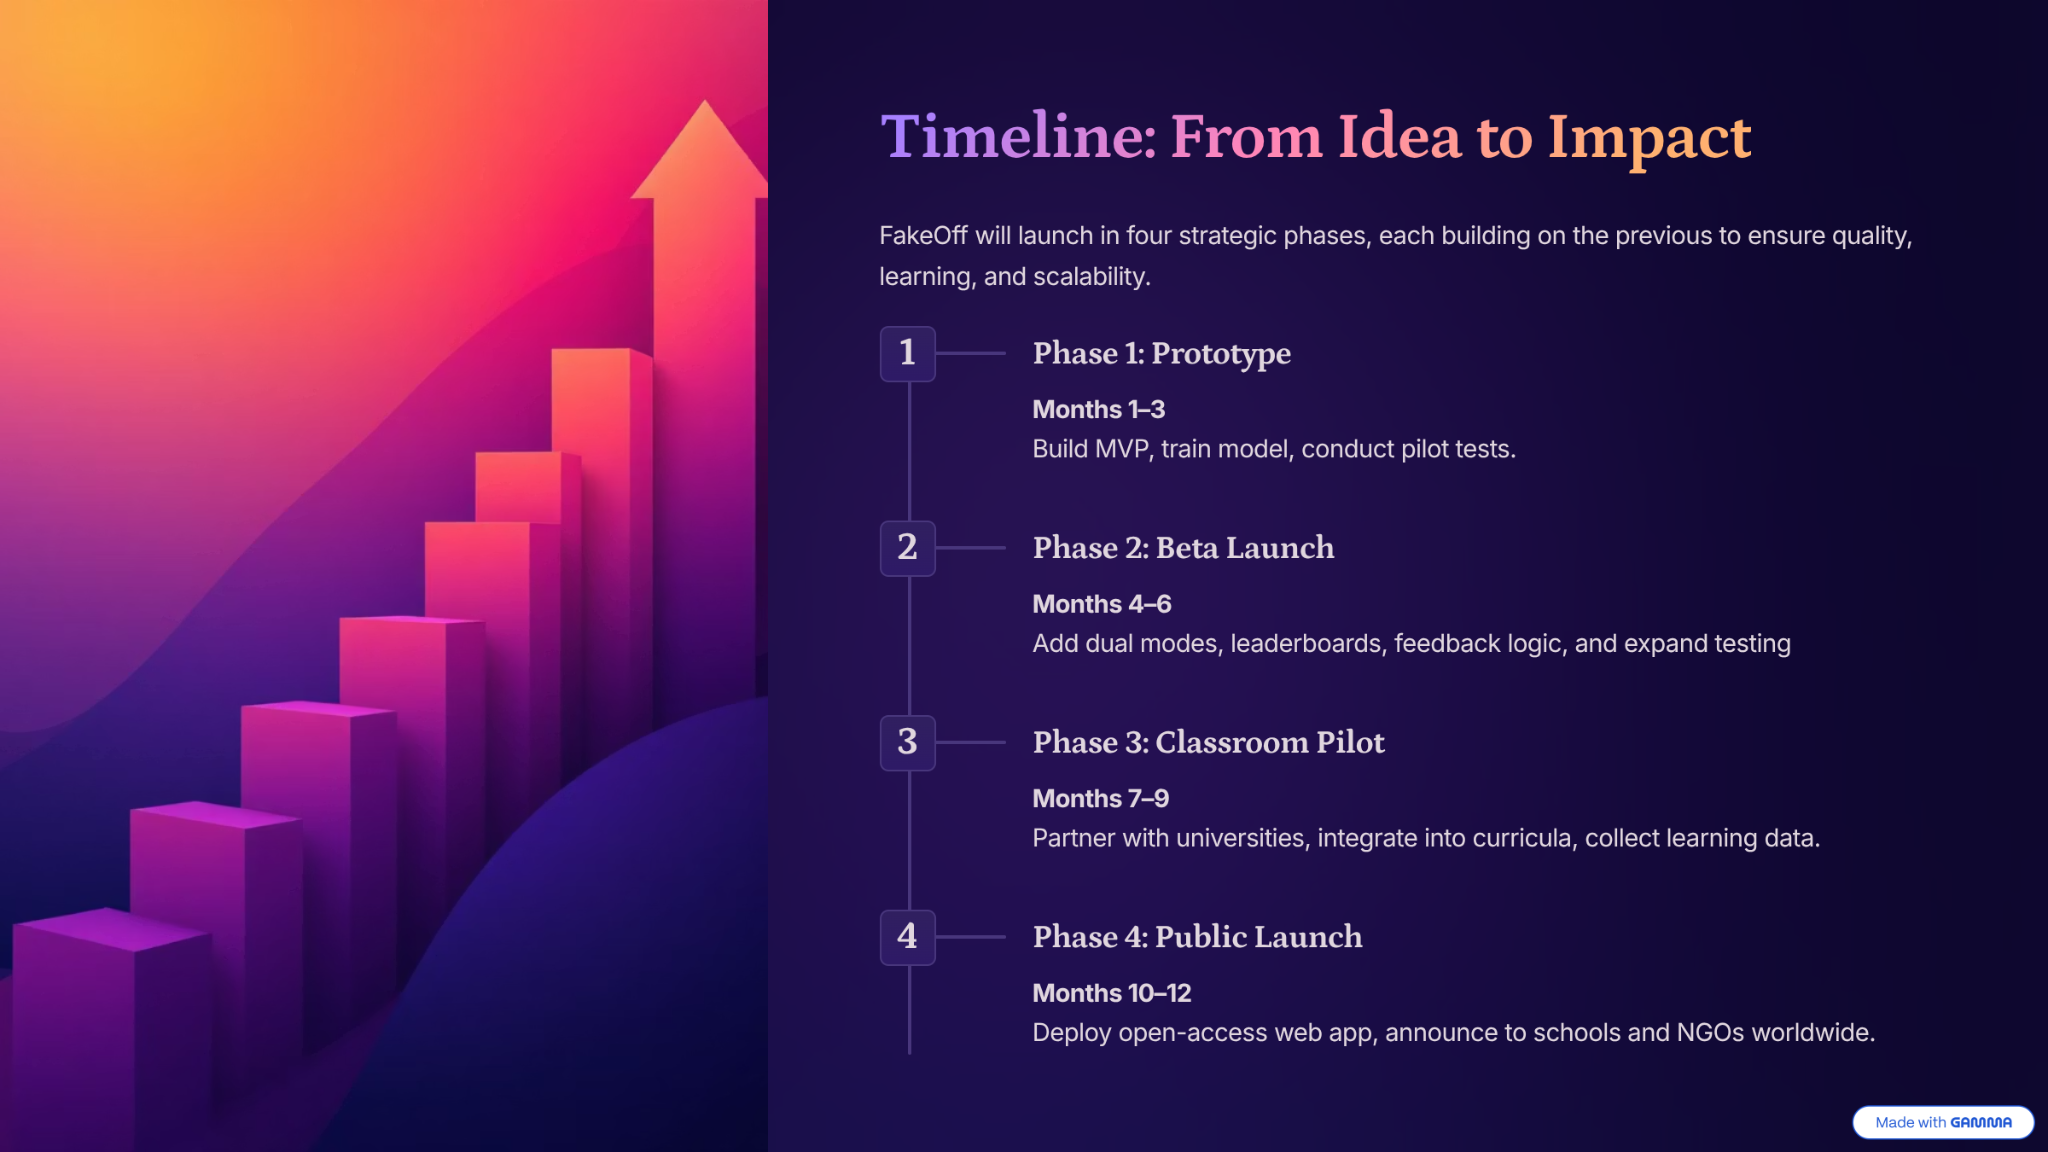 Timeline: From Idea to Impact
FakeOff will launch in four strategic phases, each building on the previous to ensure quality,
learning, and scalability.
1
Phase 1: Prototype
Months 1–3
Build MVP, train model, conduct pilot tests.
2
Phase 2: Beta Launch
Months 4–6
Add dual modes, leaderboards, feedback logic, and expand testing
3
Phase 3: Classroom Pilot
Months 7–9
Partner with universities, integrate into curricula, collect learning data.
4
Phase 4: Public Launch
Months 10–12
Deploy open-access web app, announce to schools and NGOs worldwide.
Made with GAMMA